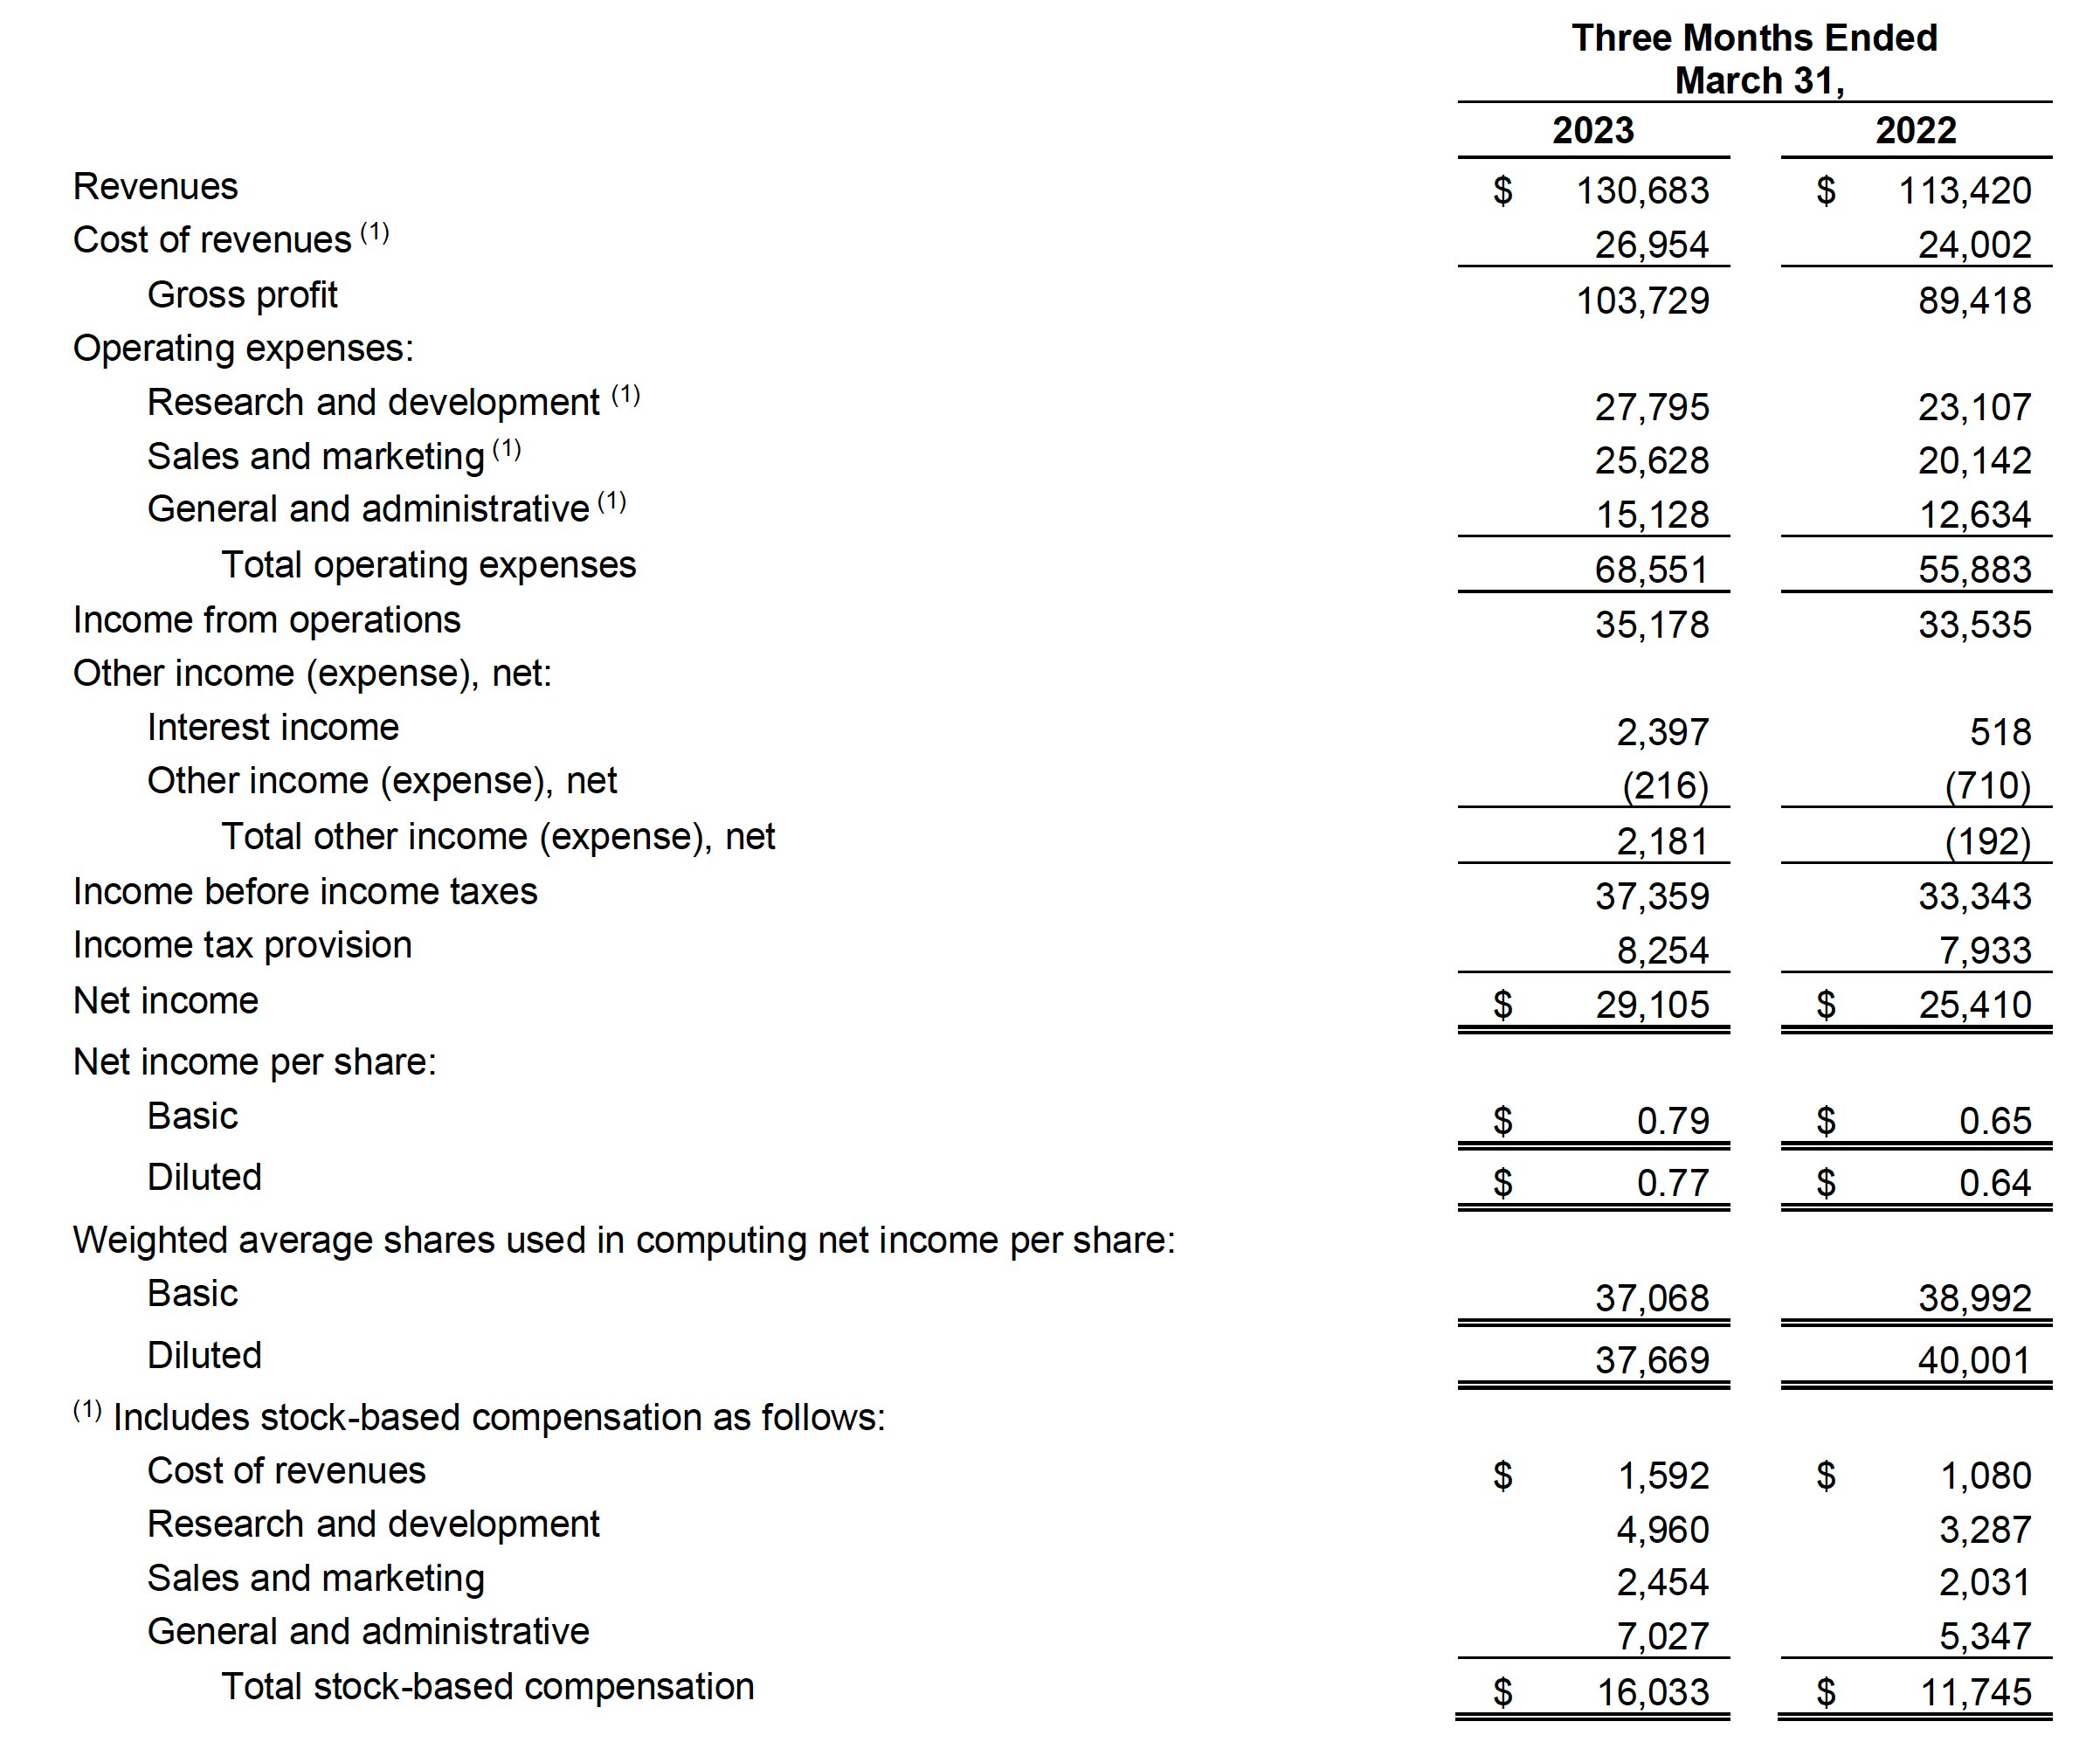 Three Months Ended
March 31,
2023 2022
Revenues $ 130,683 $ 113,420
Cost of revenues (1) 26,954 24,002
Gross profit 103,729 89,418
Operating expenses:
Research and development (1) 27,795 23,107
Sales and marketing (1) 25,628 20,142
General and administrative (1) 15,128 12,634
Total operating expenses 68,551 55,883
Income from operations 35,178 33,535
Other income (expense), net:
Interest income 2,397 518
Other income (expense), net (216) (710)
Total other income (expense), net 2,181 (192)
Income before income taxes 37,359 33,343
Income tax provision 8,254 7,933
Net income $ 29,105 $ 25,410
Net income per share:
Basic $ 0.79 $ 0.65
Diluted $ 0.77 $ 0.64
Weighted average shares used in computing net income per share:
Basic 37,068 38,992
Diluted 37,669 40,001
(1) Includes stock-based compensation as follows:
Cost of revenues $ 1,592 $ 1,080
Research and development 4,960 3,287
Sales and marketing 2,454 2,031
General and administrative 7,027 5,347
Total stock-based compensation $ 16,033 $ 11,745